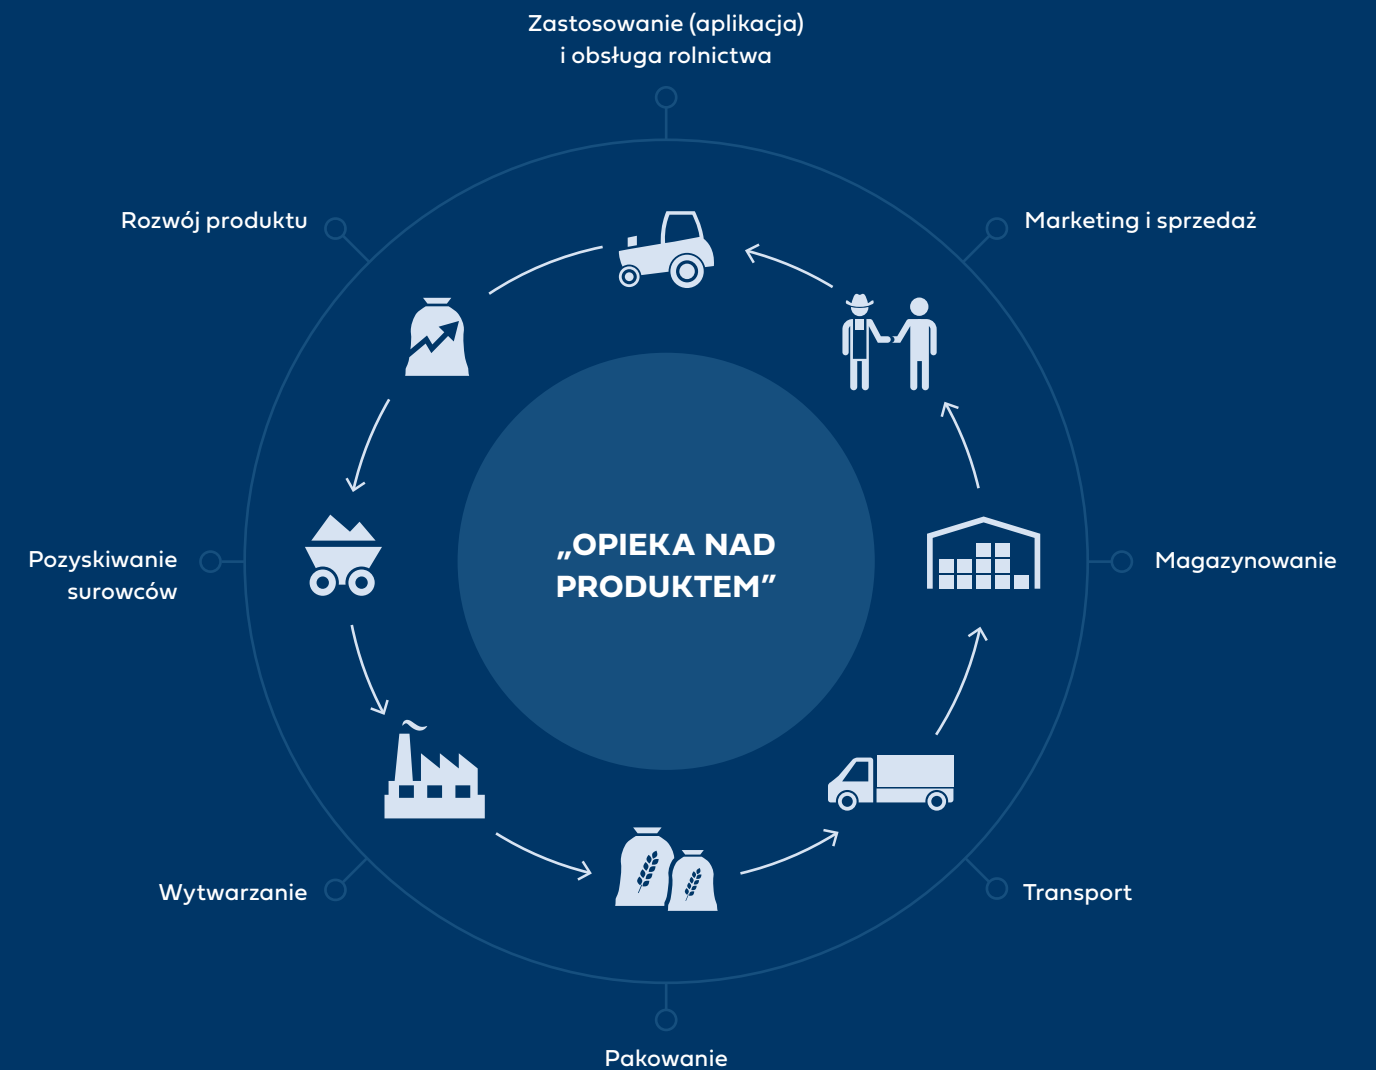 Zastosowanie (aplikacja)
i obsługa rolnictwa
Rozwój produktu
Marketing i sprzedaż
„OPIEKA NAD
PRODUKTEM”
Pozyskiwanie
surowców
Magazynowanie
Wytwarzanie
Transport
Pakowanie